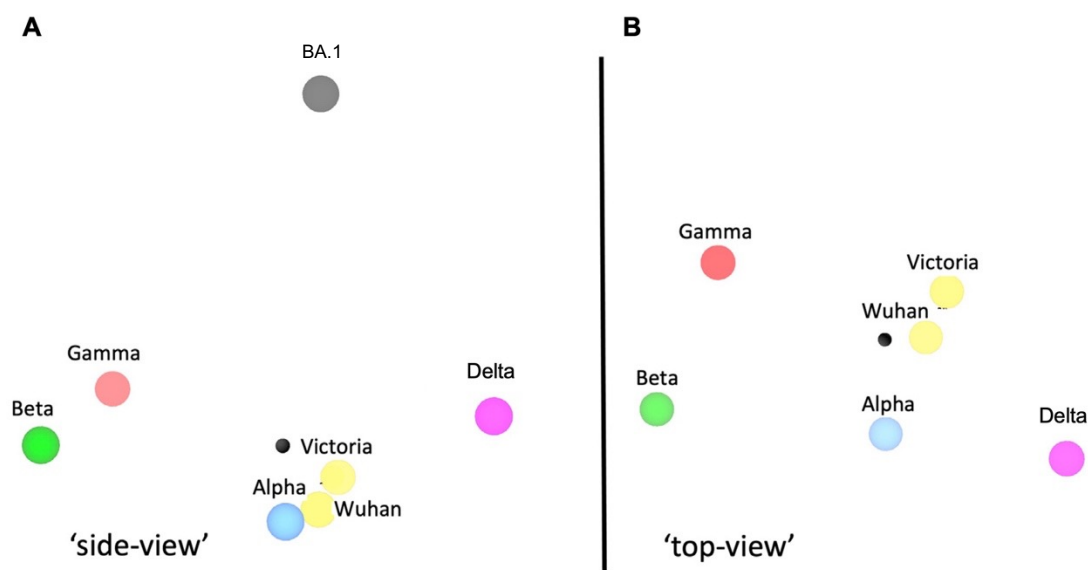 A
BA.1
Gamma
Beta
Delta
Victoria
Alpha
Wuhan
'side-view'
B
Gamma
Victoria
Wuhan
Beta
Alpha
Delta
'top-view'